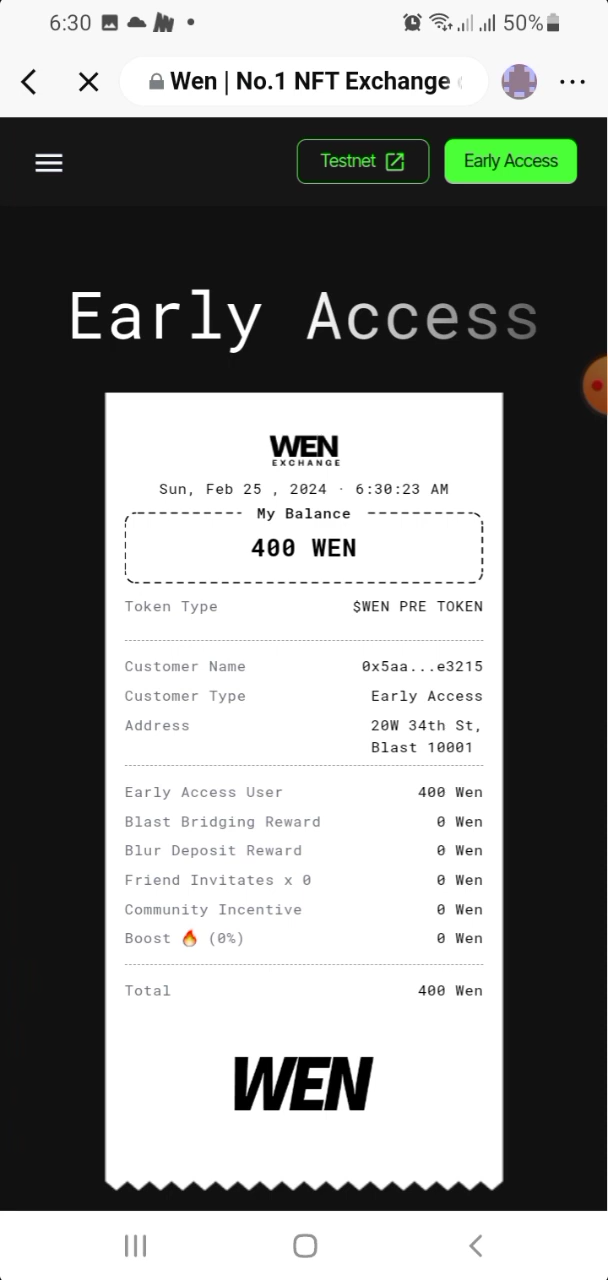 6:30 50%
Wen | No.1 NFT Exchange
Testnet Early Access
Early Access
WEN
EXCHANGE
Sun, Feb 25 , 2024 · 6:30:23 AM
My Balance
400 WEN
Token Type $WEN PRE TOKEN
Customer Name 0x5aa...e3215
Customer Type Early Access
Address 20W 34th St,
Blast 10001
Early Access User 400 Wen
Blast Bridging Reward 0 Wen
Blur Deposit Reward 0 Wen
Friend Invitates x 0 0 Wen
Community Incentive 0 Wen
Boost 🔥 (0%) 0 Wen
Total 400 Wen
WEN